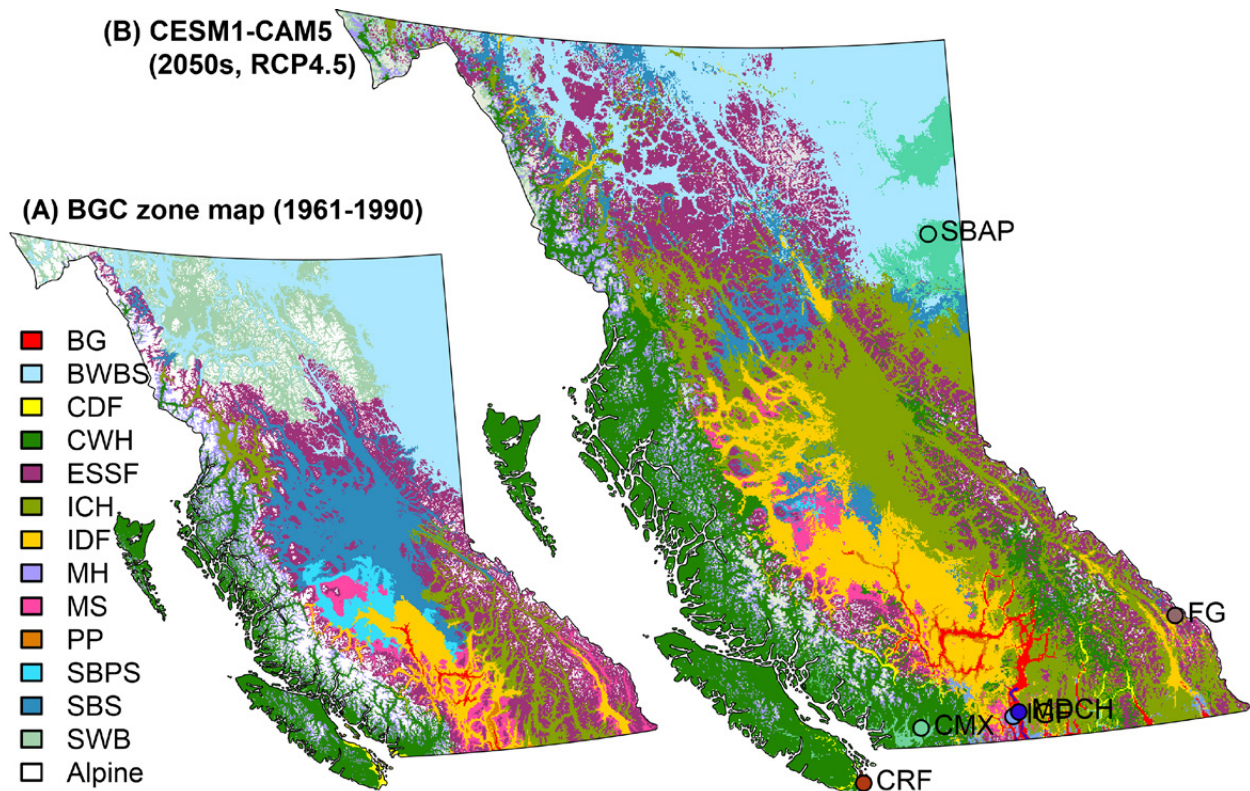 (B) CESM1-CAM5
(2050s, RCP4.5)
(A) BGC zone map (1961-1990)
BG
BWBS
CDF
CWH
ESSF
ICH
IDF
MH
MS
PP
SBPS
SBS
SWB
Alpine
SBAP
FG
MDCH
CMX
CRF